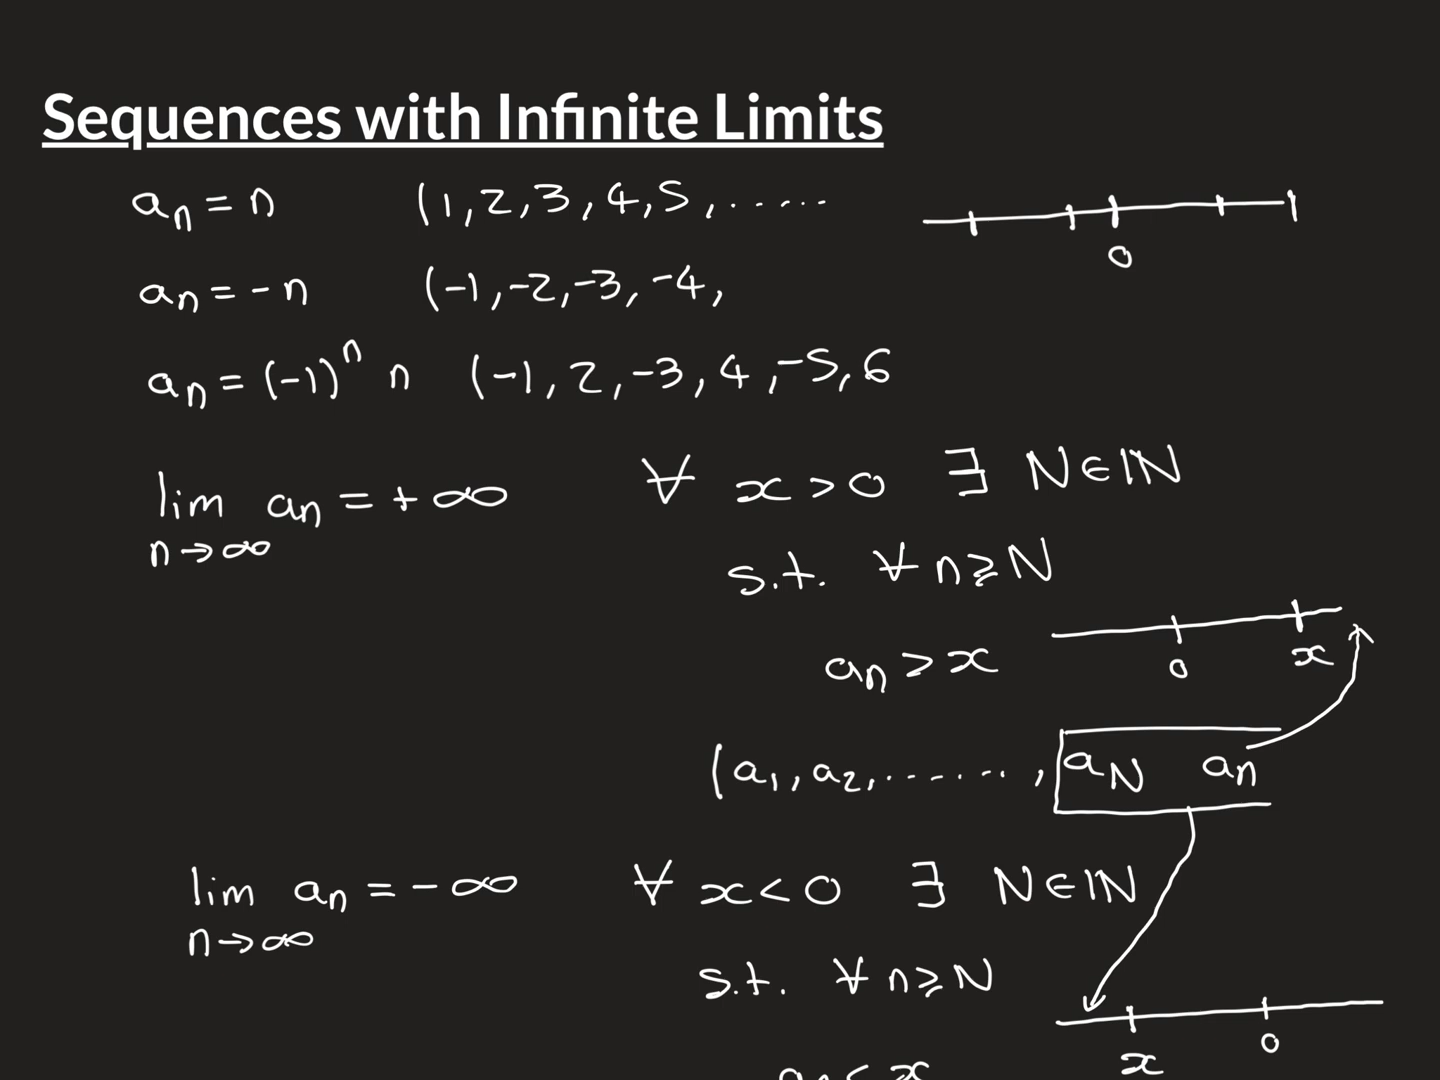 Sequences with Infinite Limits
aₙ = n (1, 2, 3, 4, 5, ......
0
aₙ = -n (-1, -2, -3, -4,
aₙ = (-1)ⁿ n (-1, 2, -3, 4, -5, 6
lim aₙ = +∞ ∀ x > 0 ∃ N ∈ ℕ
n→∞
s.t. ∀ n ≥ N
aₙ > x
0 x
(a₁, a₂, ......., a_N aₙ
lim aₙ = -∞ ∀ x < 0 ∃ N ∈ ℕ
n→∞
s.t. ∀ n ≥ N
x 0
aₙ < x